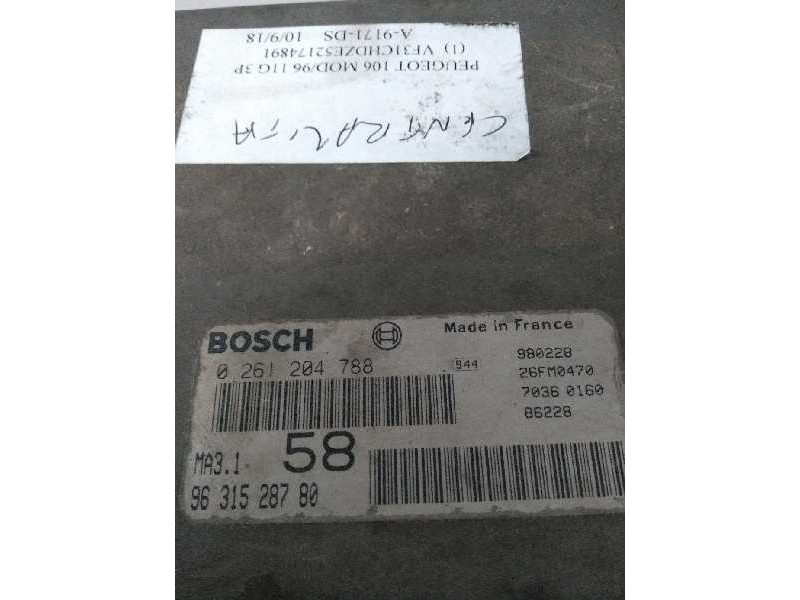 PEUGEOT 106 MOD/96 11G 3P
(1) VF31CHDZE52174891
A-9171-DS 10/9/18
CENTRALITA
BOSCH
Made in France
0 261 204 788
944
980228
26FM0470
7036 0160
86228
MA3.1
58
96 315 287 80